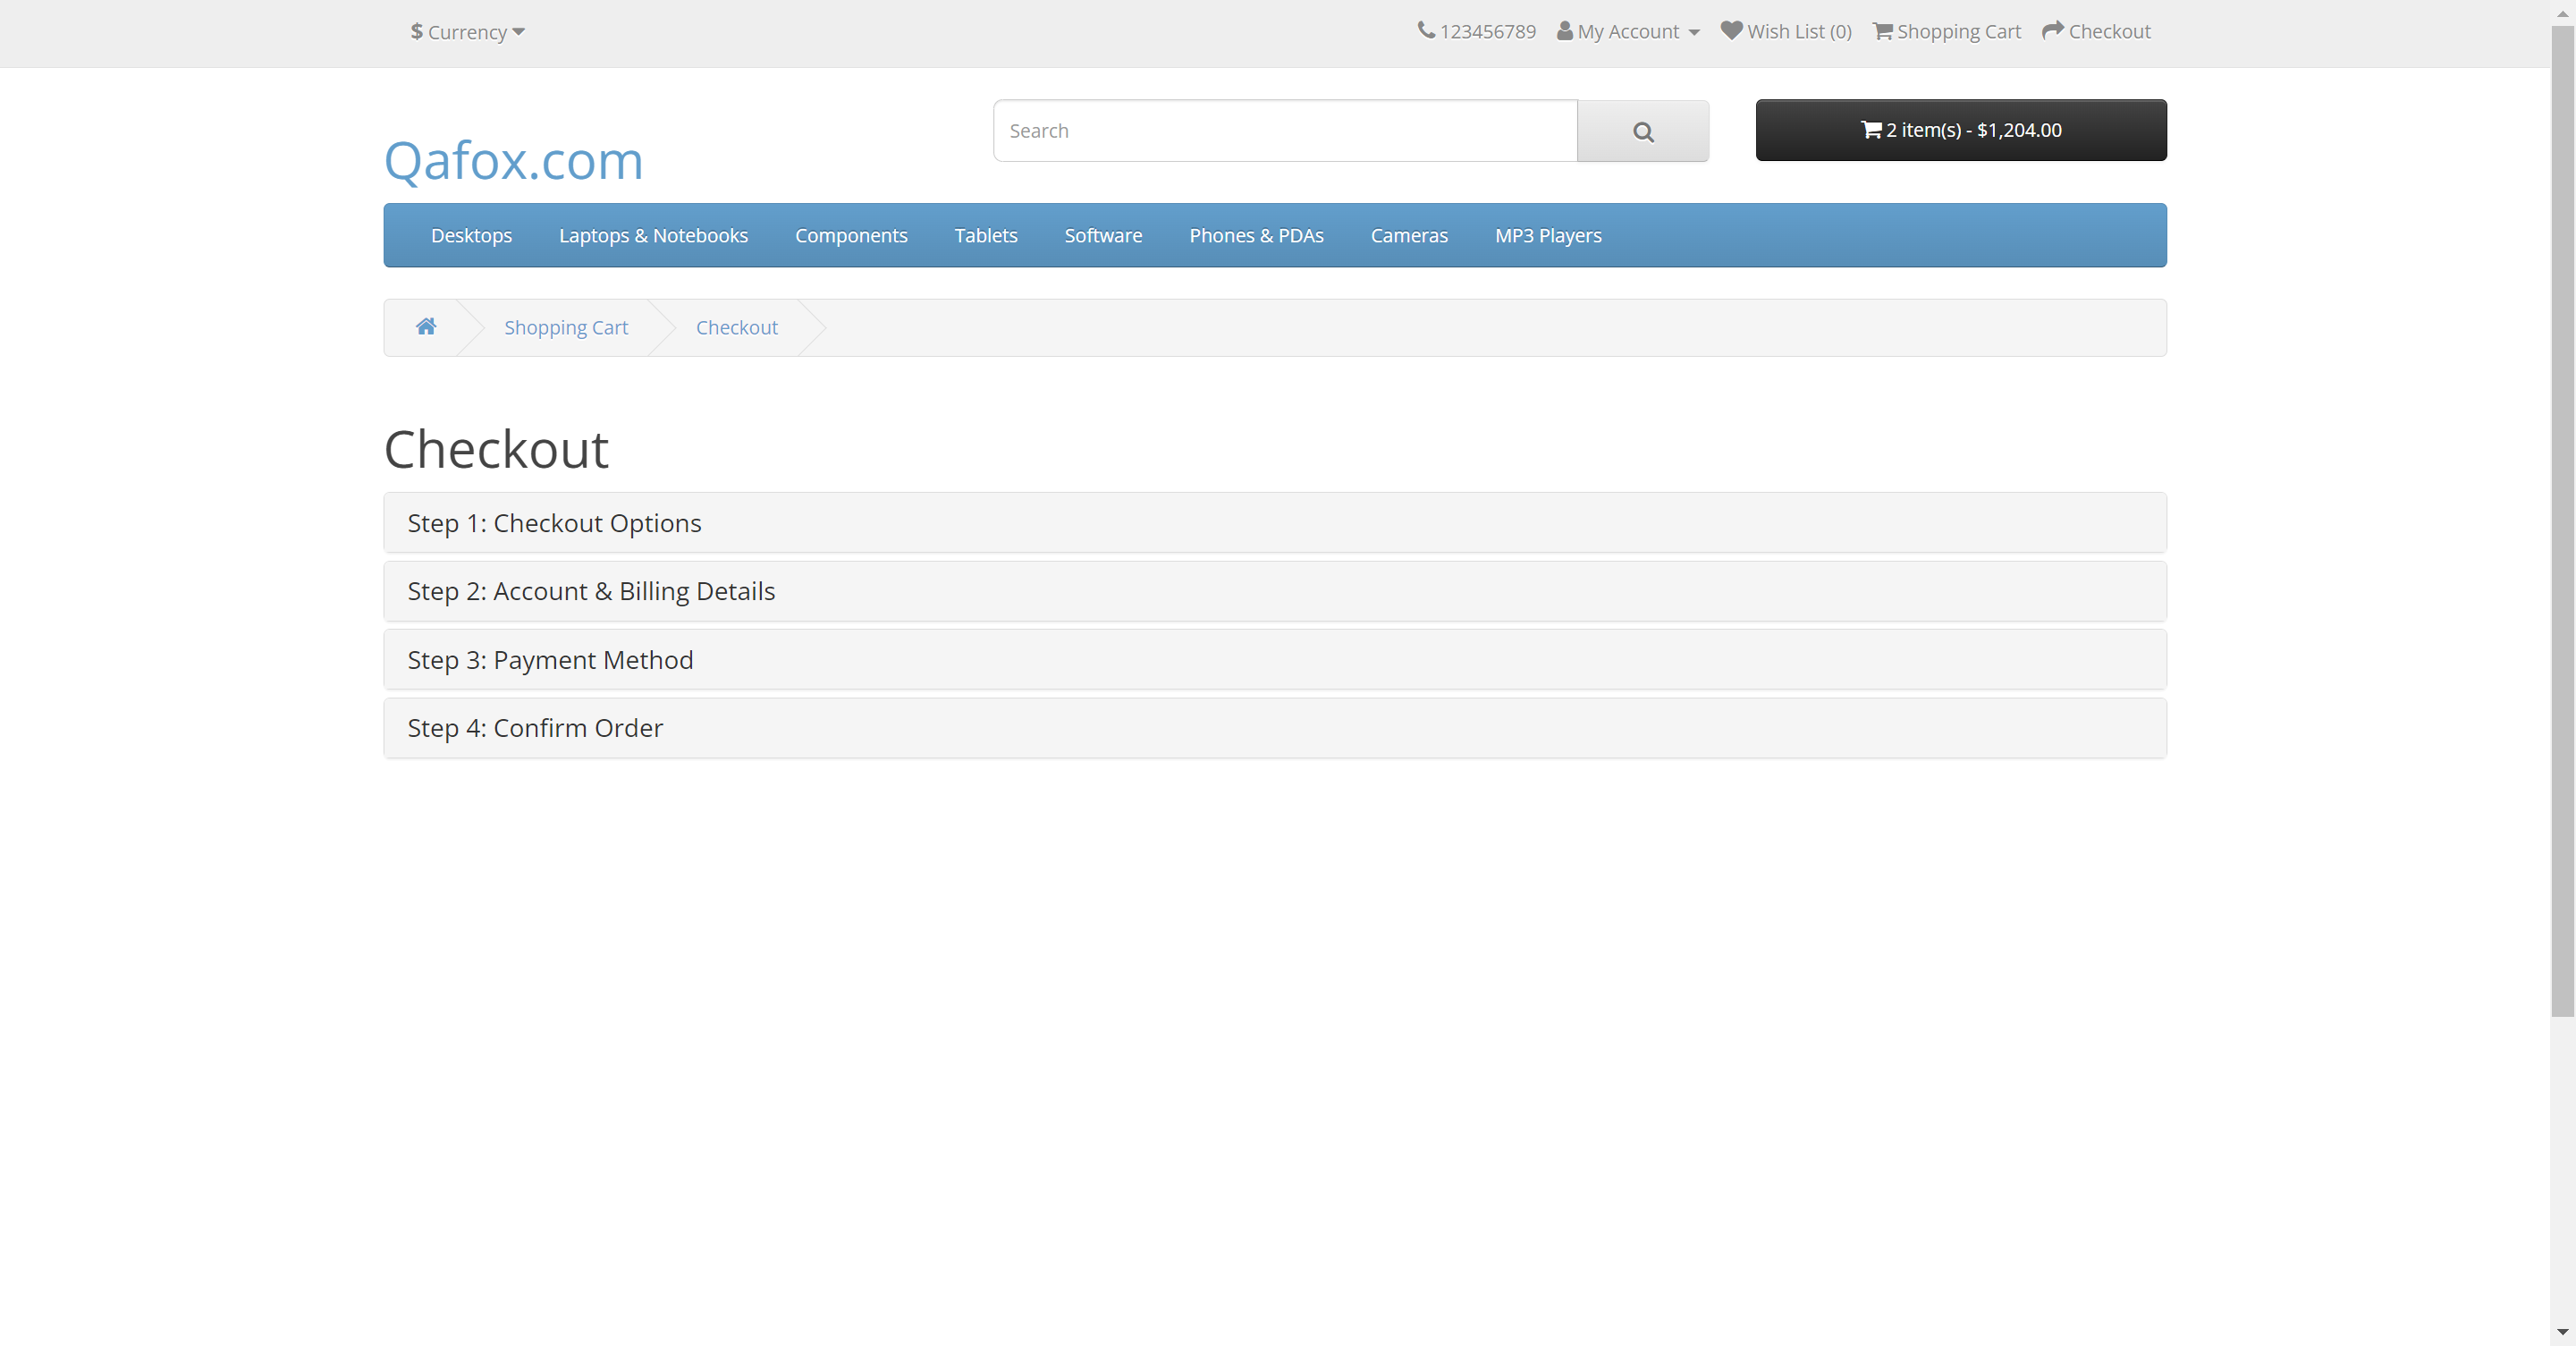 $ Currency
123456789 My Account Wish List (0) Shopping Cart Checkout
Qafox.com
Search
2 item(s) - $1,204.00
Desktops Laptops & Notebooks Components Tablets Software Phones & PDAs Cameras MP3 Players
Shopping Cart Checkout
Checkout
Step 1: Checkout Options
Step 2: Account & Billing Details
Step 3: Payment Method
Step 4: Confirm Order